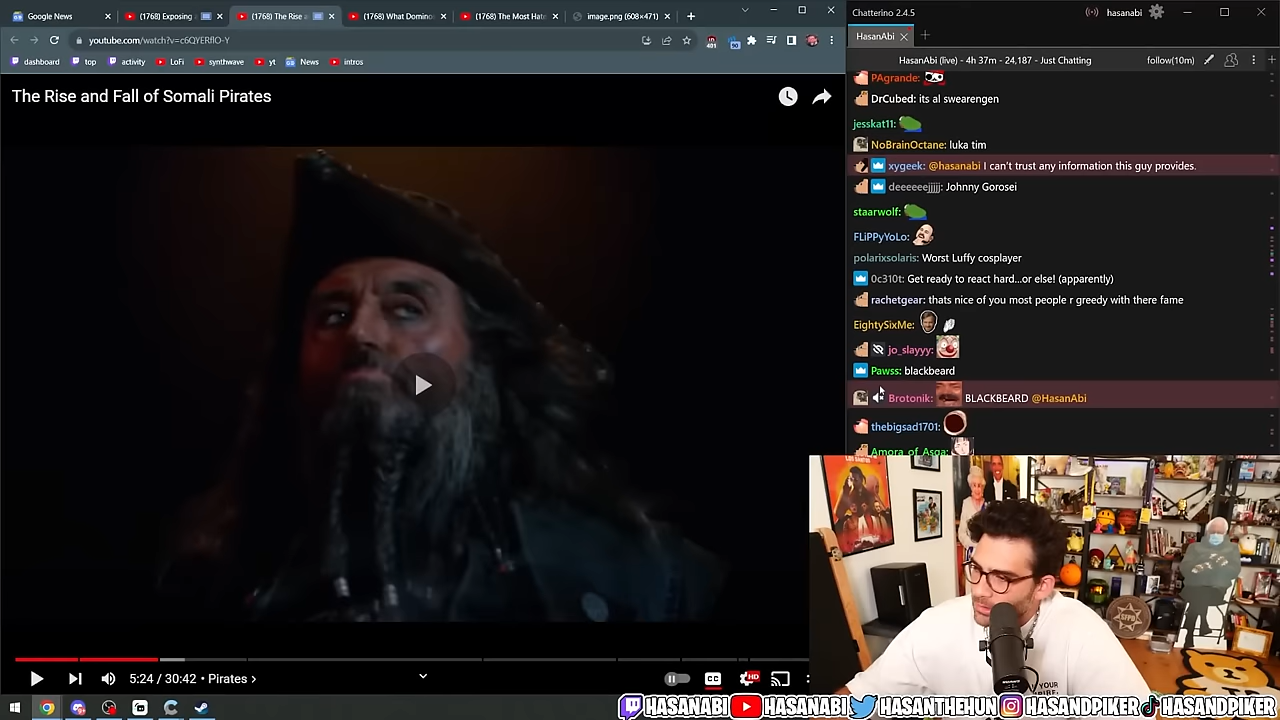 Google News
(1768) Exposing
(1768) The Rise a
(1768) What Domino
(1768) The Most Hat
image.png (608×471)
youtube.com/watch?v=c6QYERflO-Y
dashboard
top
activity
LoFi
synthwave
yt
News
intros
The Rise and Fall of Somali Pirates
5:24 / 30:42 • Pirates
CC
HD
Chatterino 2.4.5
hasanabi
HasanAbi
HasanAbi (live) - 4h 37m - 24,187 - Just Chatting
follow(10m)
PAgrande:
DrCubed: its al swearengen
jesskat11:
NoBrainOctane: luka tim
xygeek: @hasanabi I can't trust any information this guy provides.
deeeeeejjjjj: Johnny Gorosei
staarwolf:
FLiPPyYoLo:
polarixsolaris: Worst Luffy cosplayer
0c310t: Get ready to react hard...or else! (apparently)
rachetgear: thats nice of you most people r greedy with there fame
EightySixMe:
jo_slayyy:
Pawss: blackbeard
Brotonik: BLACKBEARD @HasanAbi
thebigsad1701:
Amora_of_Asga:
LOS SANTOS
SFPD
HASANABI
HASANABI
HASANTHEHUN
HASANDPIKER
HASANDPIKER